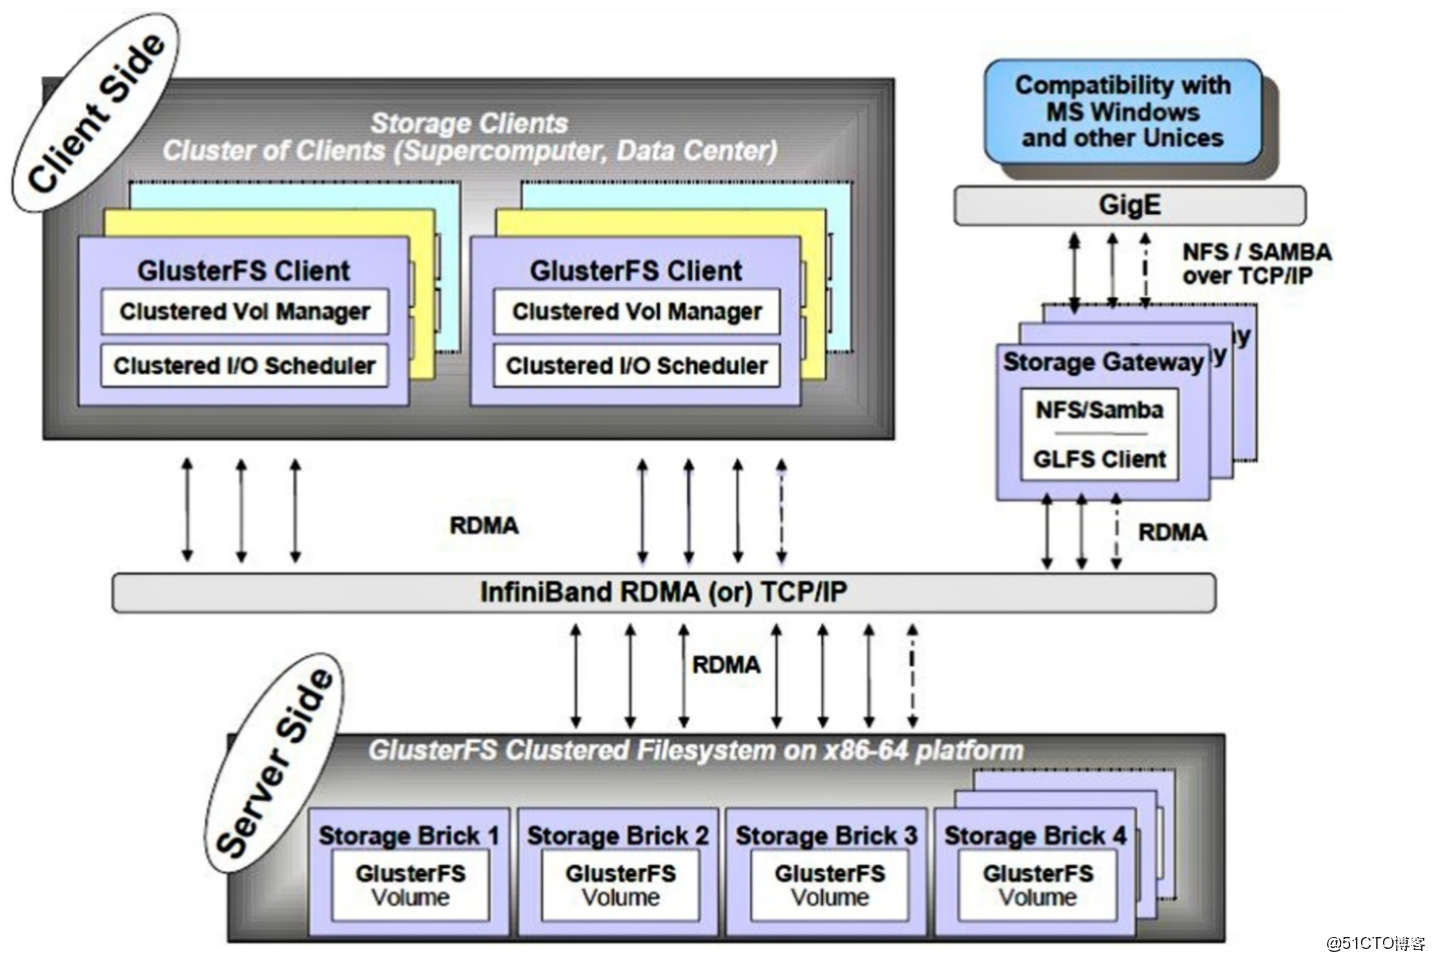 Client Side
Storage Clients
Cluster of Clients (Supercomputer, Data Center)
GlusterFS Client
Clustered Vol Manager
Clustered I/O Scheduler
GlusterFS Client
Clustered Vol Manager
Clustered I/O Scheduler
Compatibility with
MS Windows
and other Unices
GigE
NFS / SAMBA
over TCP/IP
ay
ay
Storage Gateway
NFS/Samba
GLFS Client
RDMA
RDMA
InfiniBand RDMA (or) TCP/IP
RDMA
Server Side
GlusterFS Clustered Filesystem on x86-64 platform
Storage Brick 1
GlusterFS
Volume
Storage Brick 2
GlusterFS
Volume
Storage Brick 3
GlusterFS
Volume
Storage Brick 4
GlusterFS
Volume
@51CTO博客